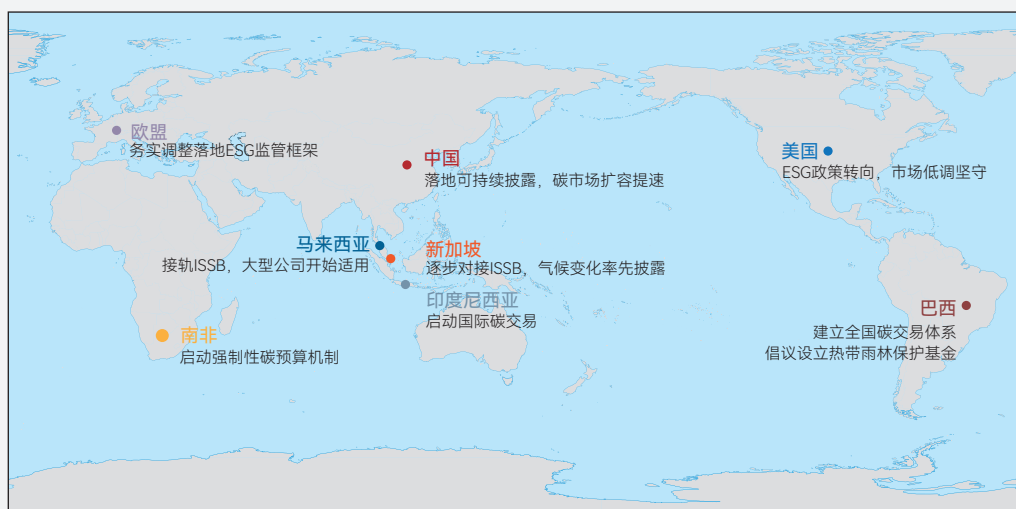 欧盟
务实调整落地ESG监管框架
中国
落地可持续披露，碳市场扩容提速
美国
ESG政策转向，市场低调坚守
马来西亚
接轨ISSB，大型公司开始适用
新加坡
逐步对接ISSB，气候变化率先披露
印度尼西亚
启动国际碳交易
南非
启动强制性碳预算机制
巴西
建立全国碳交易体系
倡议设立热带雨林保护基金